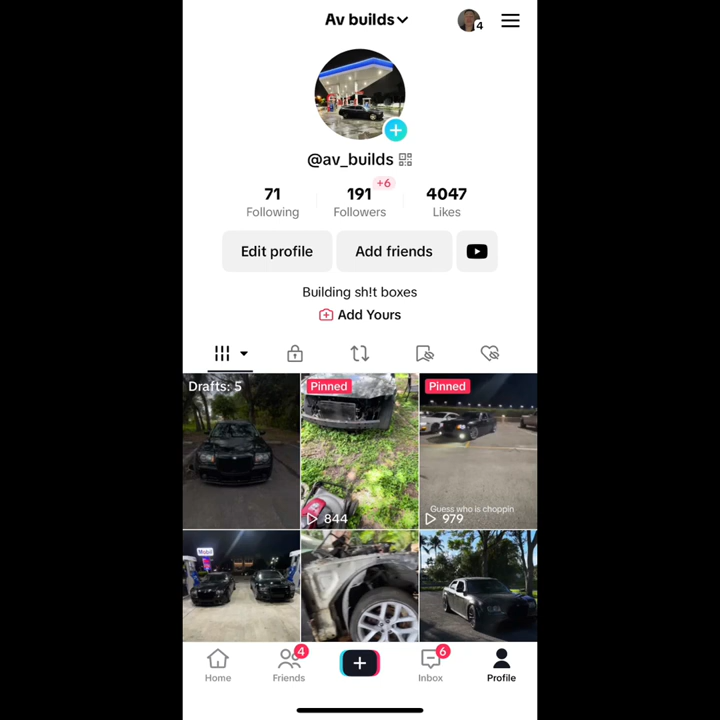 Av builds
4
@av_builds
+6
71 191 4047
Following Followers Likes
Edit profile Add friends
Building sh!t boxes
Add Yours
Drafts: 5
Pinned
844
Pinned
Guess who is choppin
979
Mobil
4 6
Home Friends Inbox Profile